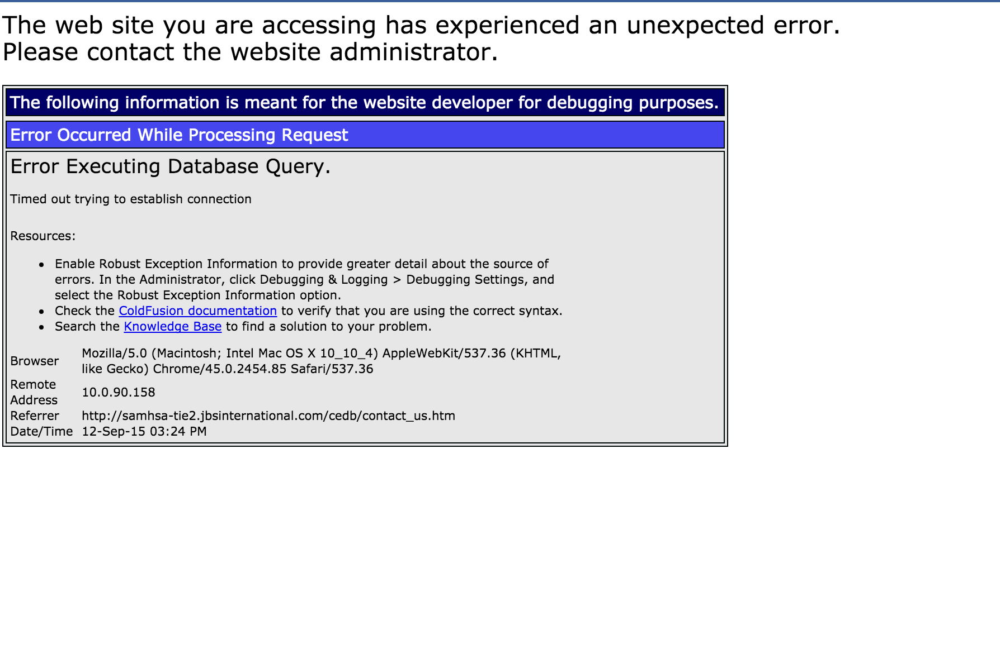 The web site you are accessing has experienced an unexpected error.
Please contact the website administrator.
The following information is meant for the website developer for debugging purposes.
Error Occurred While Processing Request
Error Executing Database Query.
Timed out trying to establish connection
Resources:
• Enable Robust Exception Information to provide greater detail about the source of
errors. In the Administrator, click Debugging & Logging > Debugging Settings, and
select the Robust Exception Information option.
• Check the ColdFusion documentation to verify that you are using the correct syntax.
• Search the Knowledge Base to find a solution to your problem.
Browser Mozilla/5.0 (Macintosh; Intel Mac OS X 10_10_4) AppleWebKit/537.36 (KHTML,
like Gecko) Chrome/45.0.2454.85 Safari/537.36
Remote
Address 10.0.90.158
Referrer http://samhsa-tie2.jbsinternational.com/cedb/contact_us.htm
Date/Time 12-Sep-15 03:24 PM